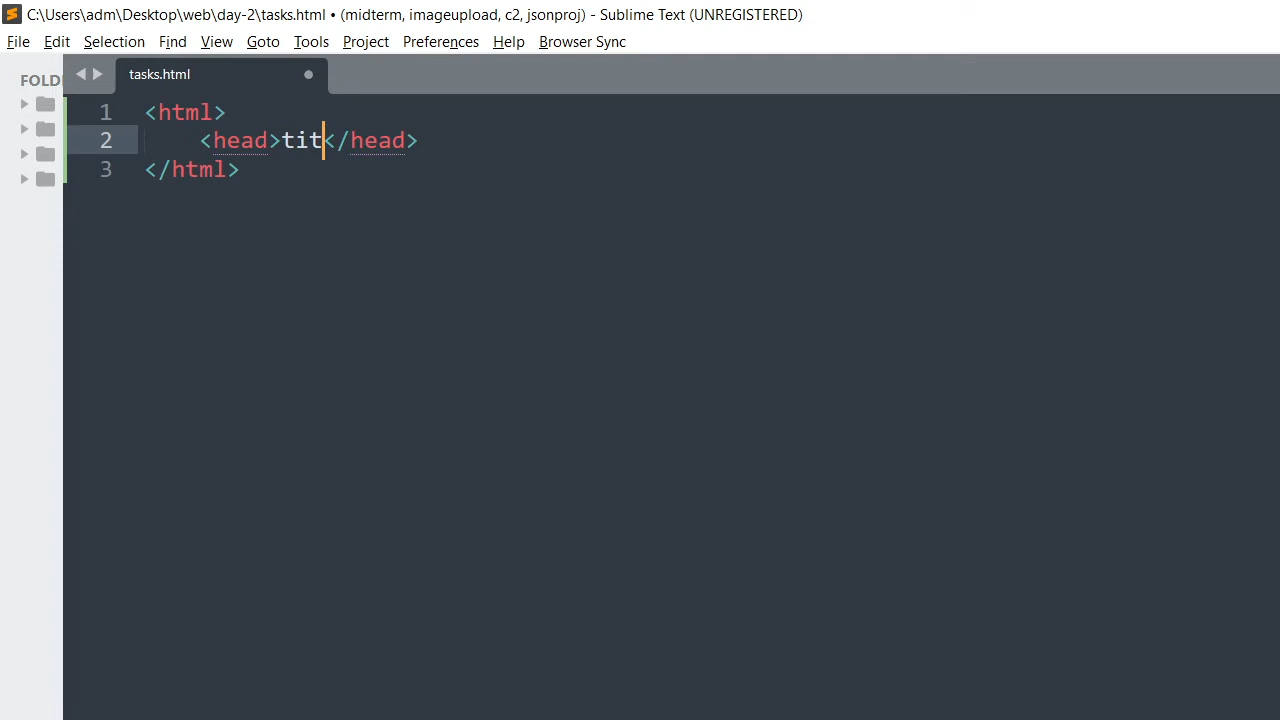 C:\Users\adm\Desktop\web\day-2\tasks.html • (midterm, imageupload, c2, jsonproj) - Sublime Text (UNREGISTERED)
File Edit Selection Find View Goto Tools Project Preferences Help Browser Sync
FOLD
tasks.html
1 <html>
2 <head>tit</head>
3 </html>